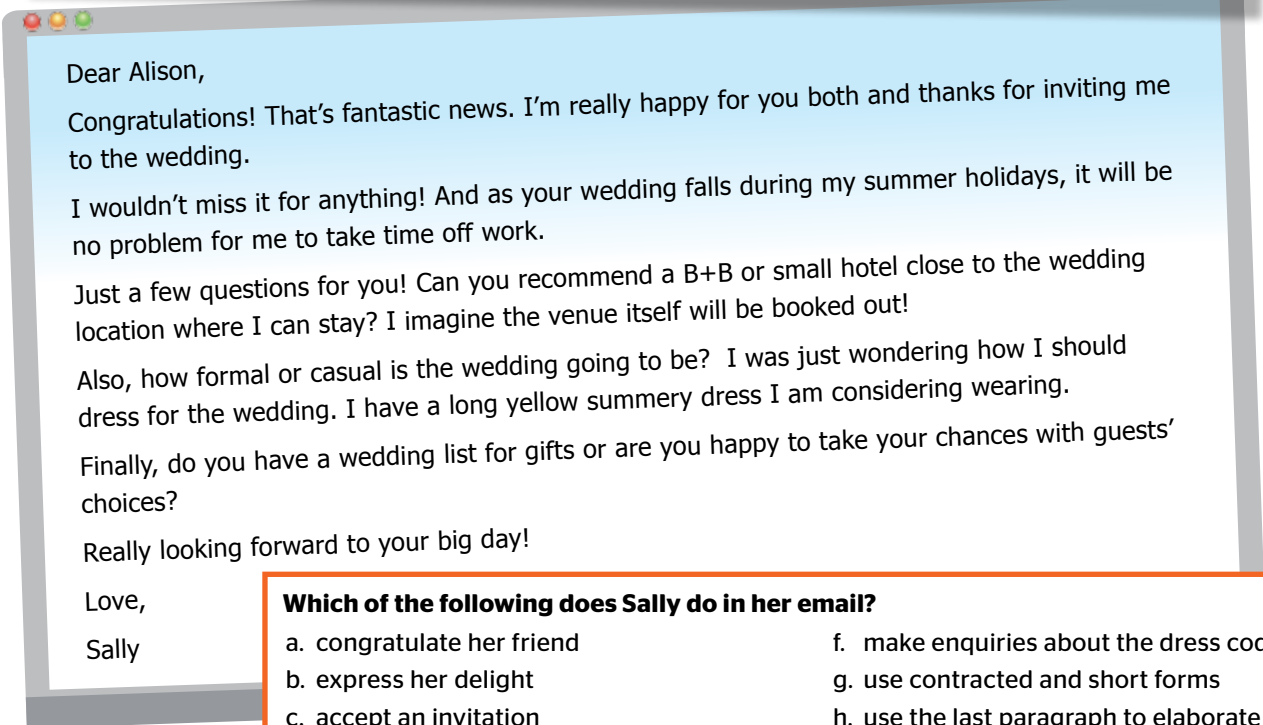 Dear Alison,
Congratulations! That's fantastic news. I'm really happy for you both and thanks for inviting me
to the wedding.
I wouldn't miss it for anything! And as your wedding falls during my summer holidays, it will be
no problem for me to take time off work.
Just a few questions for you! Can you recommend a B+B or small hotel close to the wedding
location where I can stay? I imagine the venue itself will be booked out!
Also, how formal or casual is the wedding going to be? I was just wondering how I should
dress for the wedding. I have a long yellow summery dress I am considering wearing.
Finally, do you have a wedding list for gifts or are you happy to take your chances with guests'
choices?
Really looking forward to your big day!
Love,
Sally
Which of the following does Sally do in her email?
a. congratulate her friend
b. express her delight
c. accept an invitation
f. make enquiries about the dress
g. use contracted and short forms
h. use the last paragraph to elaborate